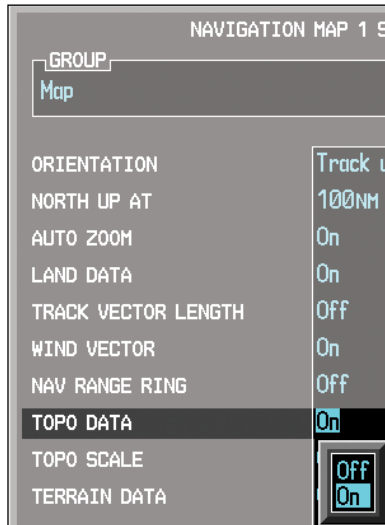 NAVIGATION MAP 1
GROUP
Map
ORIENTATION Track
NORTH UP AT 100NM
AUTO ZOOM On
LAND DATA On
TRACK VECTOR LENGTH Off
WIND VECTOR On
NAV RANGE RING Off
TOPO DATA On
TOPO SCALE
Off
TERRAIN DATA
On